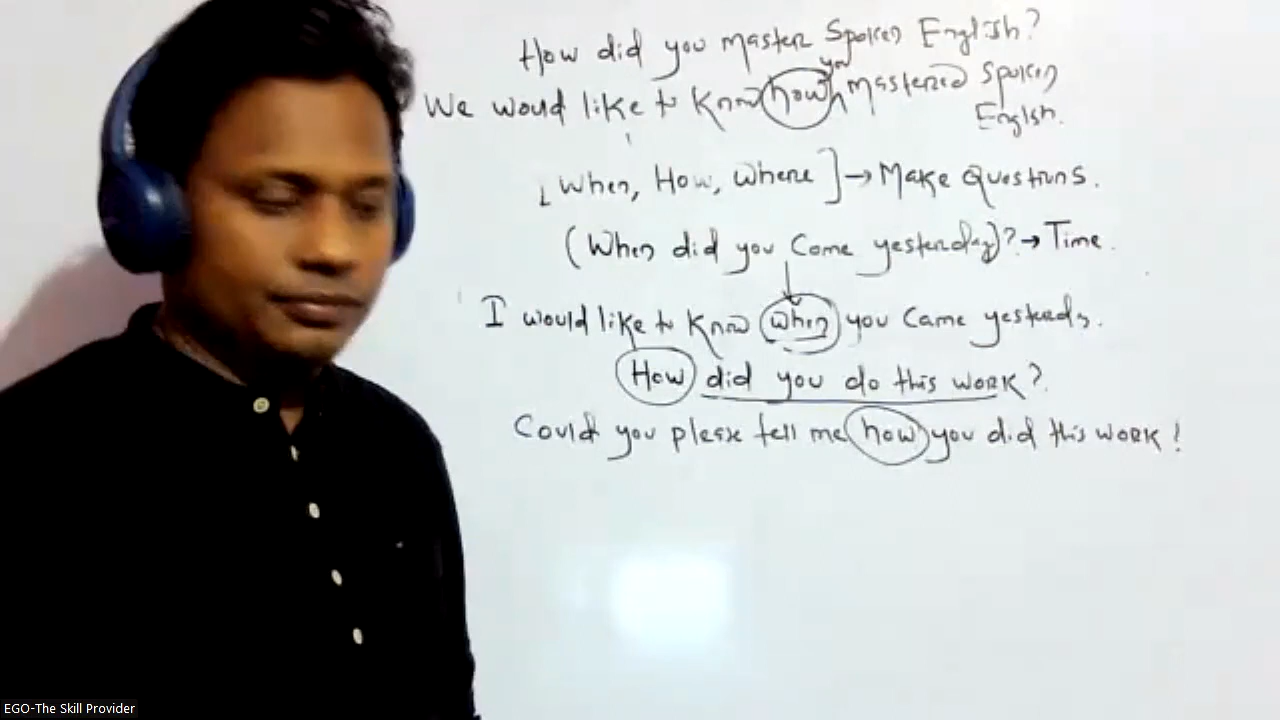 How did you master Spoken English?
We would like to know how you mastered Spoken English.
[When, How, Where] → Make Questions.
(When did you come yesterday)? → Time.
I would like to know when you came yesterday.
How did you do this work?
Could you please tell me how you did this work!
EGO-The Skill Provider